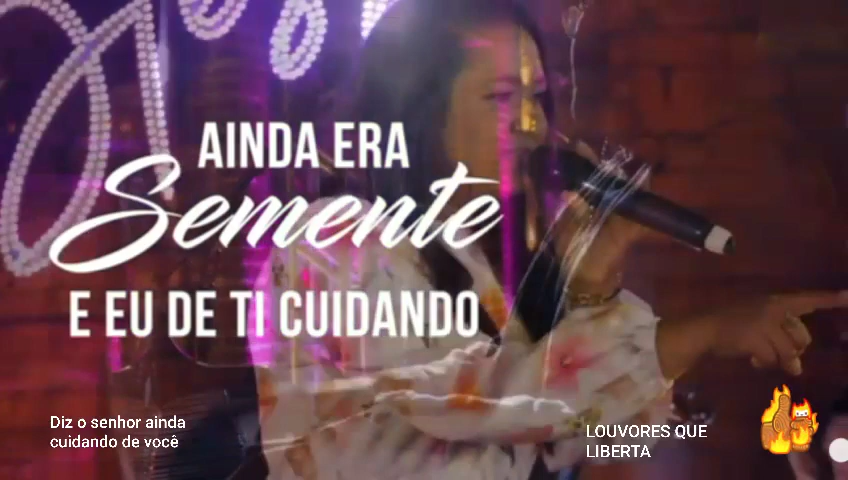 AINDA ERA
Semente
E EU DE TI CUIDANDO
Diz o senhor ainda
cuidando de você
LOUVORES QUE
LIBERTA